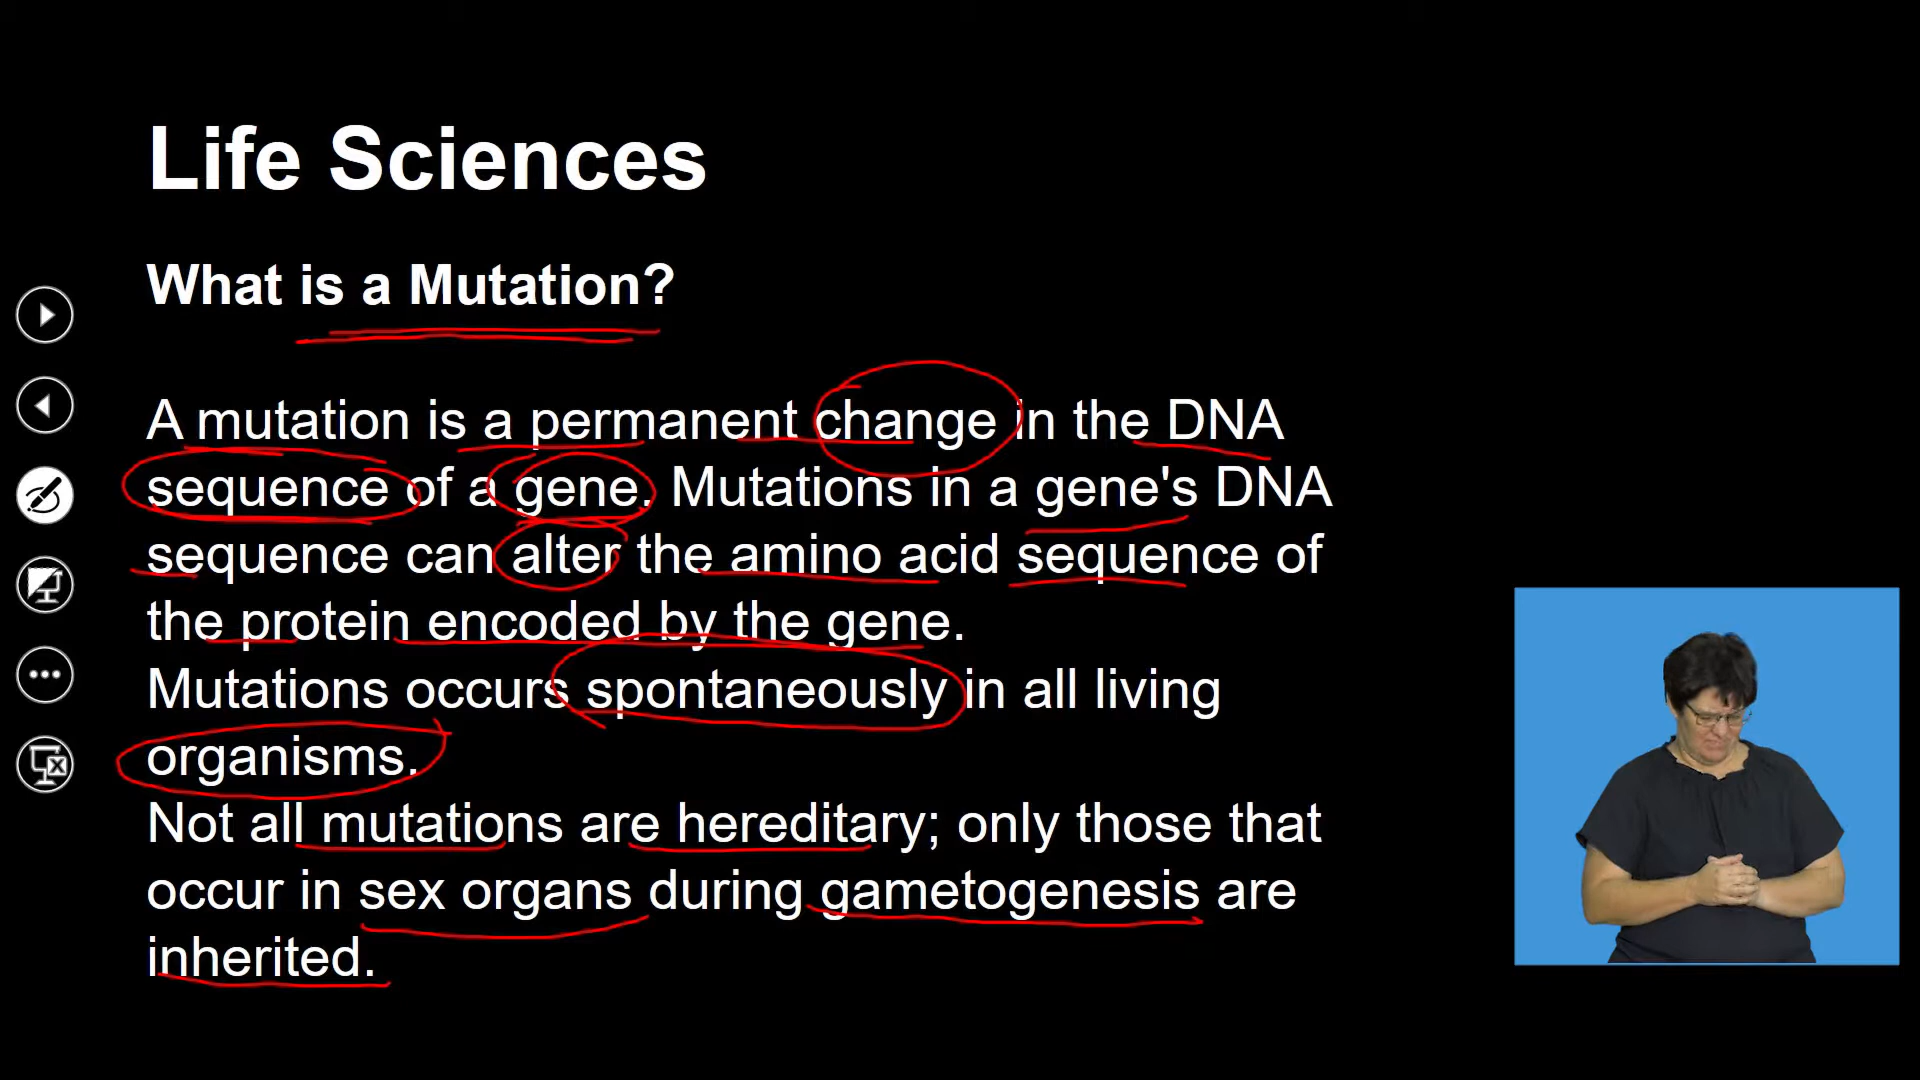 Life Sciences
What is a Mutation?
A mutation is a permanent change in the DNA
sequence of a gene. Mutations in a gene's DNA
sequence can alter the amino acid sequence of
the protein encoded by the gene.
Mutations occurs spontaneously in all living
organisms.
Not all mutations are hereditary; only those that
occur in sex organs during gametogenesis are
inherited.